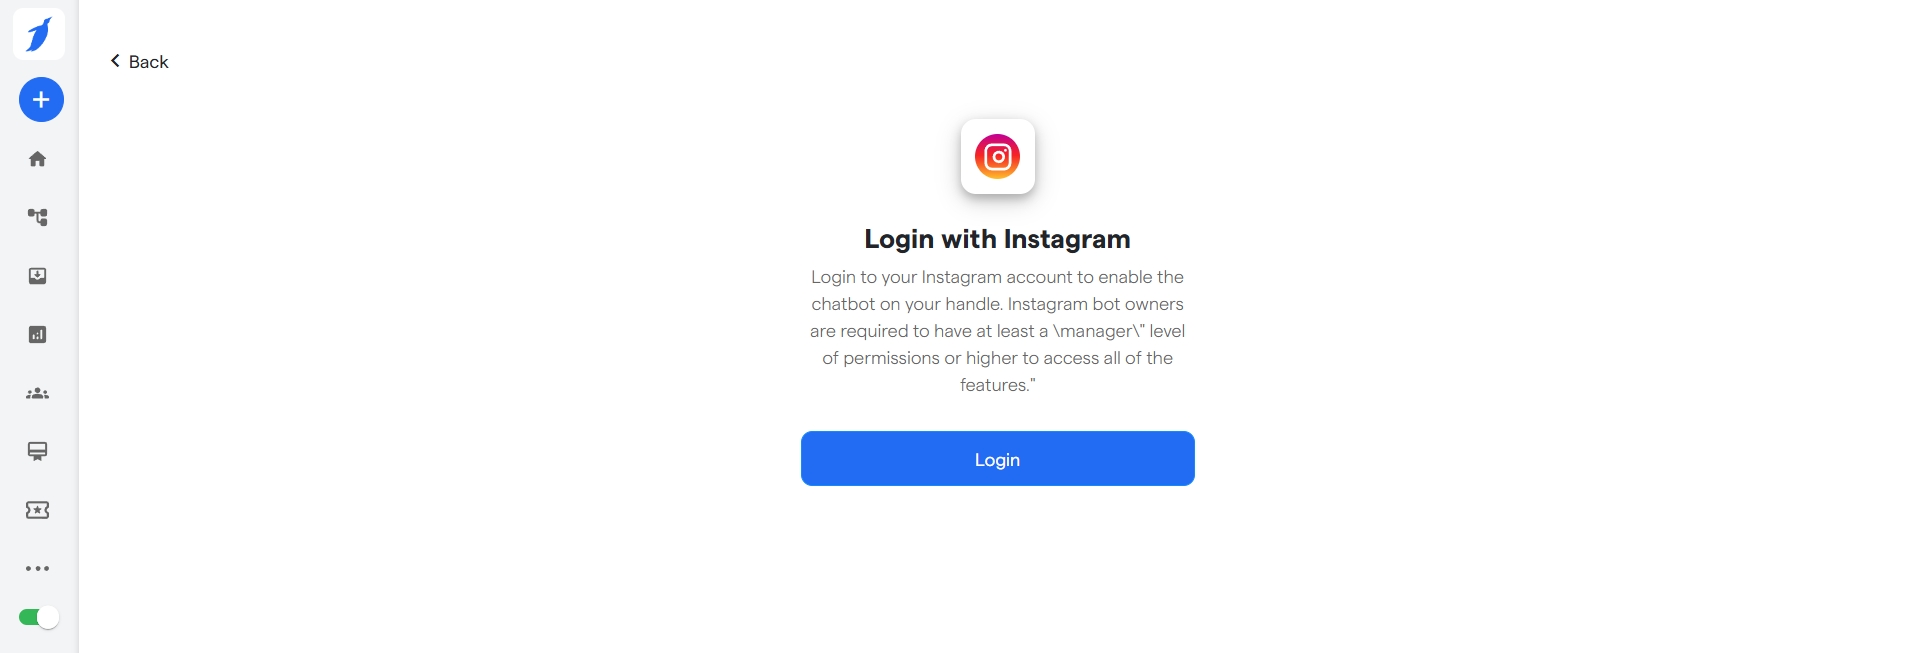 Back
Login with Instagram
Login to your Instagram account to enable the
chatbot on your handle. Instagram bot owners
are required to have at least a \manager\" level
of permissions or higher to access all of the
features."
Login